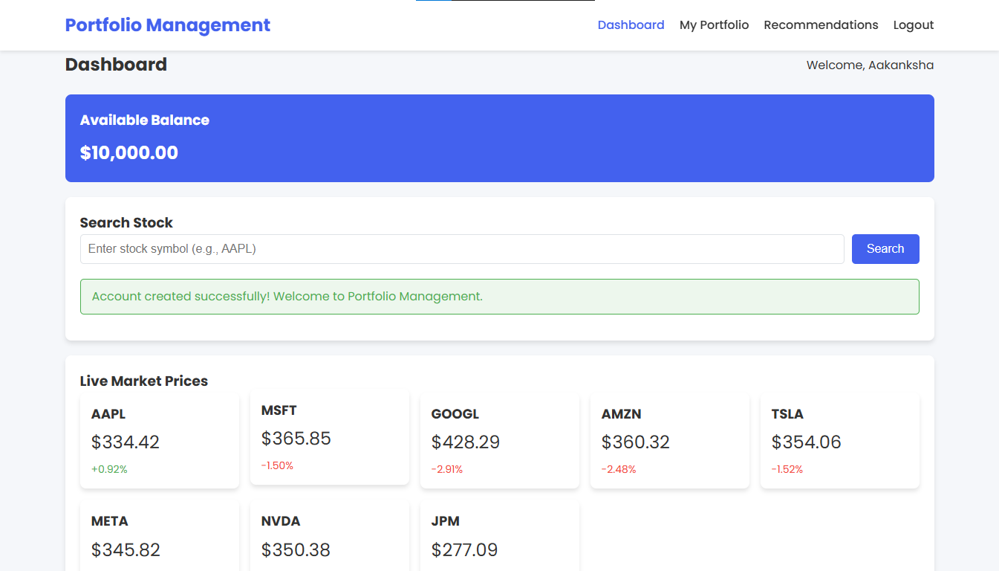 Portfolio Management
Dashboard My Portfolio Recommendations Logout
Dashboard
Welcome, Aakanksha
Available Balance
$10,000.00
Search Stock
Enter stock symbol (e.g., AAPL)
Search
Account created successfully! Welcome to Portfolio Management.
Live Market Prices
AAPL
$334.42
+0.92%
MSFT
$365.85
-1.50%
GOOGL
$428.29
-2.91%
AMZN
$360.32
-2.48%
TSLA
$354.06
-1.52%
META
$345.82
NVDA
$350.38
JPM
$277.09